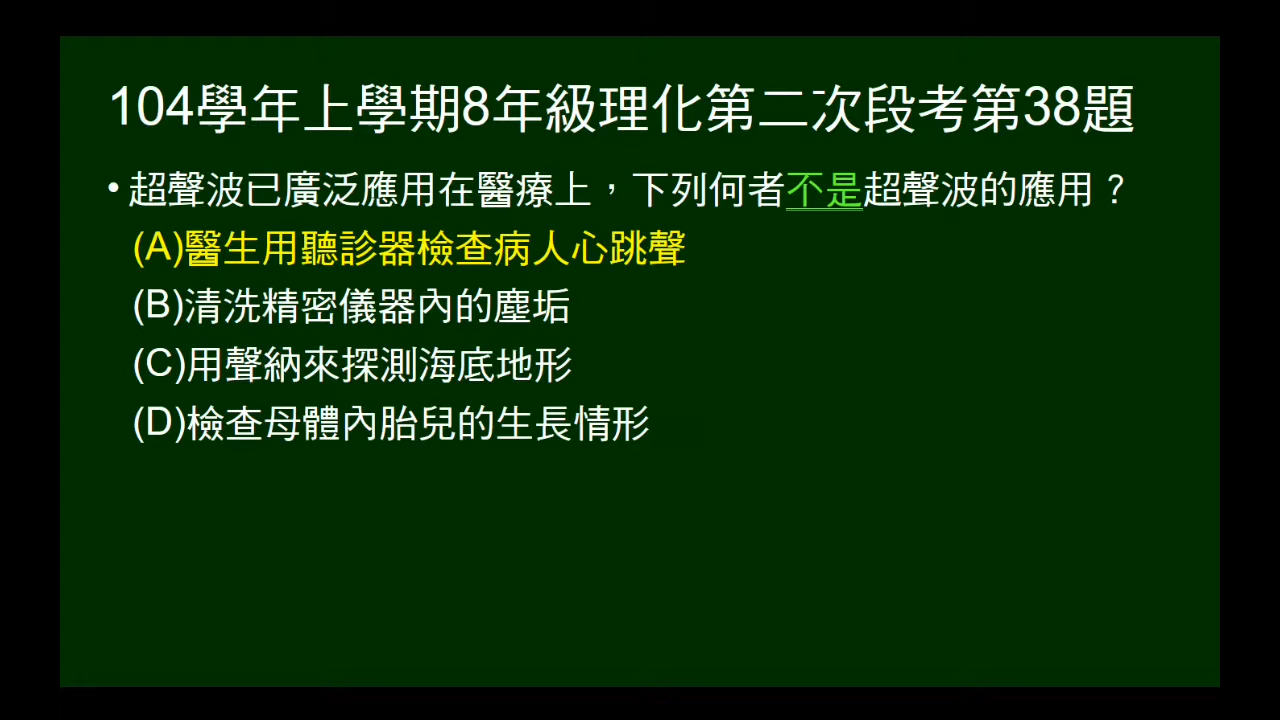 104學年上學期8年級理化第二次段考第38題
•超聲波已廣泛應用在醫療上，下列何者不是超聲波的應用？
(A)醫生用聽診器檢查病人心跳聲
(B)清洗精密儀器內的塵垢
(C)用聲納來探測海底地形
(D)檢查母體內胎兒的生長情形